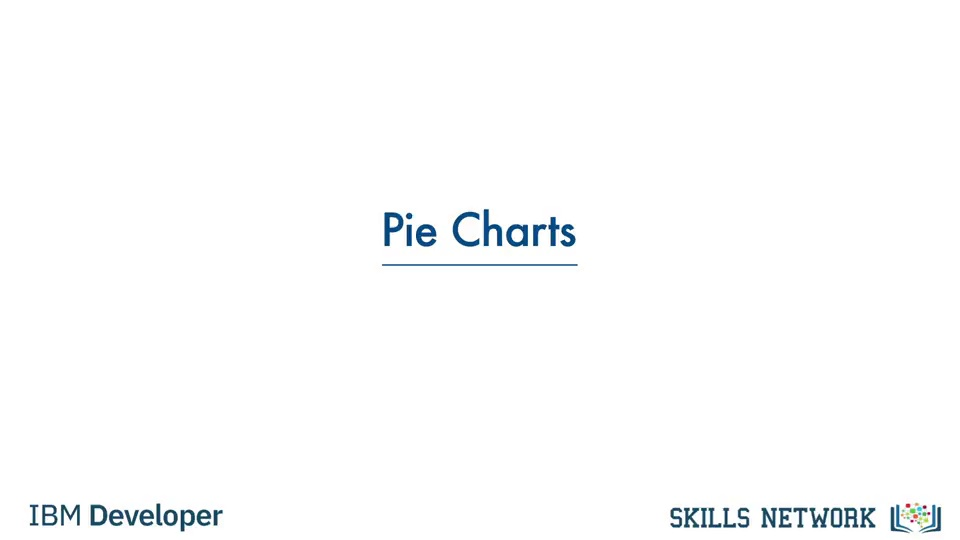 Pie Charts
IBM Developer
SKILLS NETWORK